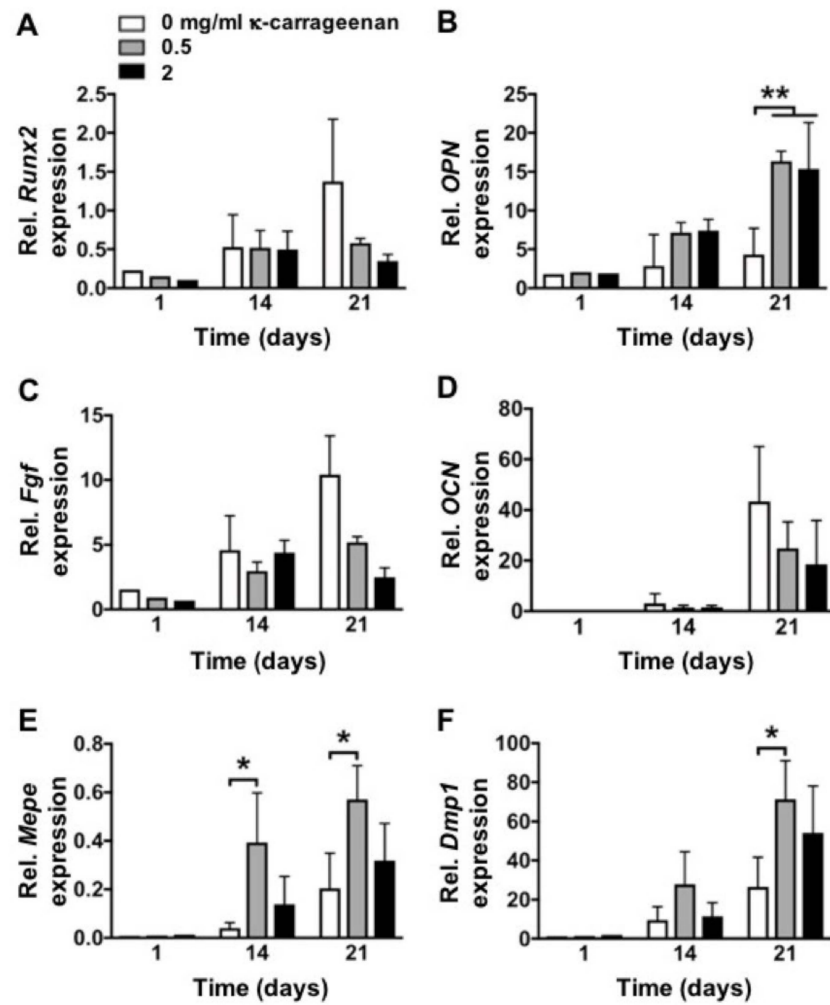 A
0 mg/ml κ-carrageenan
0.5
2
Rel. Runx2
expression
2.5
2.0
1.5
1.0
0.5
0.0
1 14 21
Time (days)
B
Rel. OPN
expression
25
20
15
10
5
0
**
1 14 21
Time (days)
C
Rel. Fgf
expression
15
10
5
0
1 14 21
Time (days)
D
Rel. OCN
expression
80
60
40
20
0
1 14 21
Time (days)
E
Rel. Mepe
expression
0.8
0.6
0.4
0.2
0.0
* *
1 14 21
Time (days)
F
Rel. Dmp1
expression
100
80
60
40
20
0
*
1 14 21
Time (days)